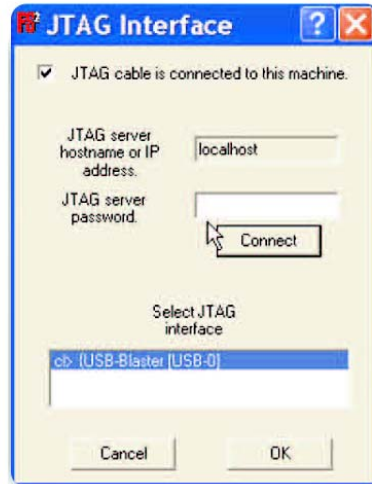 FS² JTAG Interface
JTAG cable is connected to this machine.
JTAG server
hostname or IP
address.
localhost
JTAG server
password.
Connect
Select JTAG
interface
(USB-Blaster [USB-0]
Cancel
OK